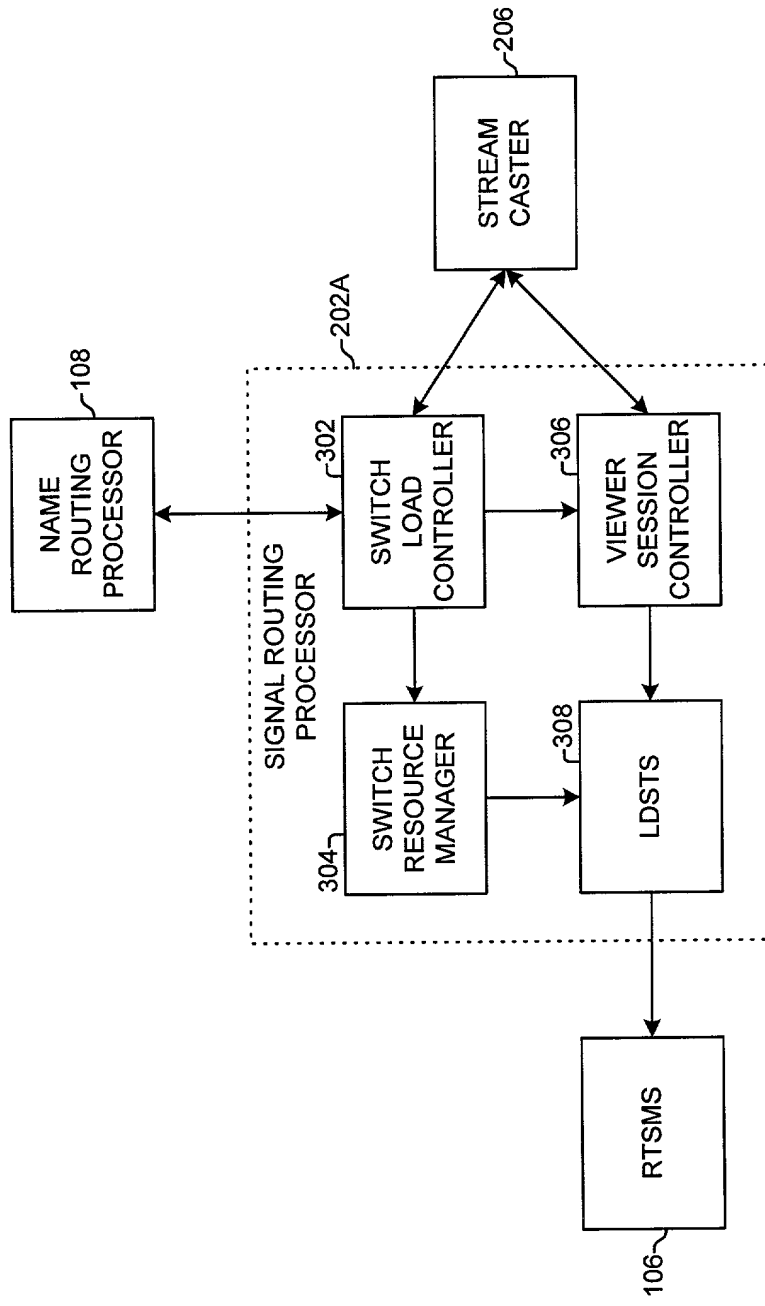 NAME
ROUTING
PROCESSOR
108
202A
SIGNAL ROUTING
PROCESSOR
SWITCH
RESOURCE
MANAGER
304
SWITCH
LOAD
CONTROLLER
302
STREAM
CASTER
206
RTSMS
106
LDSTS
308
VIEWER
SESSION
CONTROLLER
306